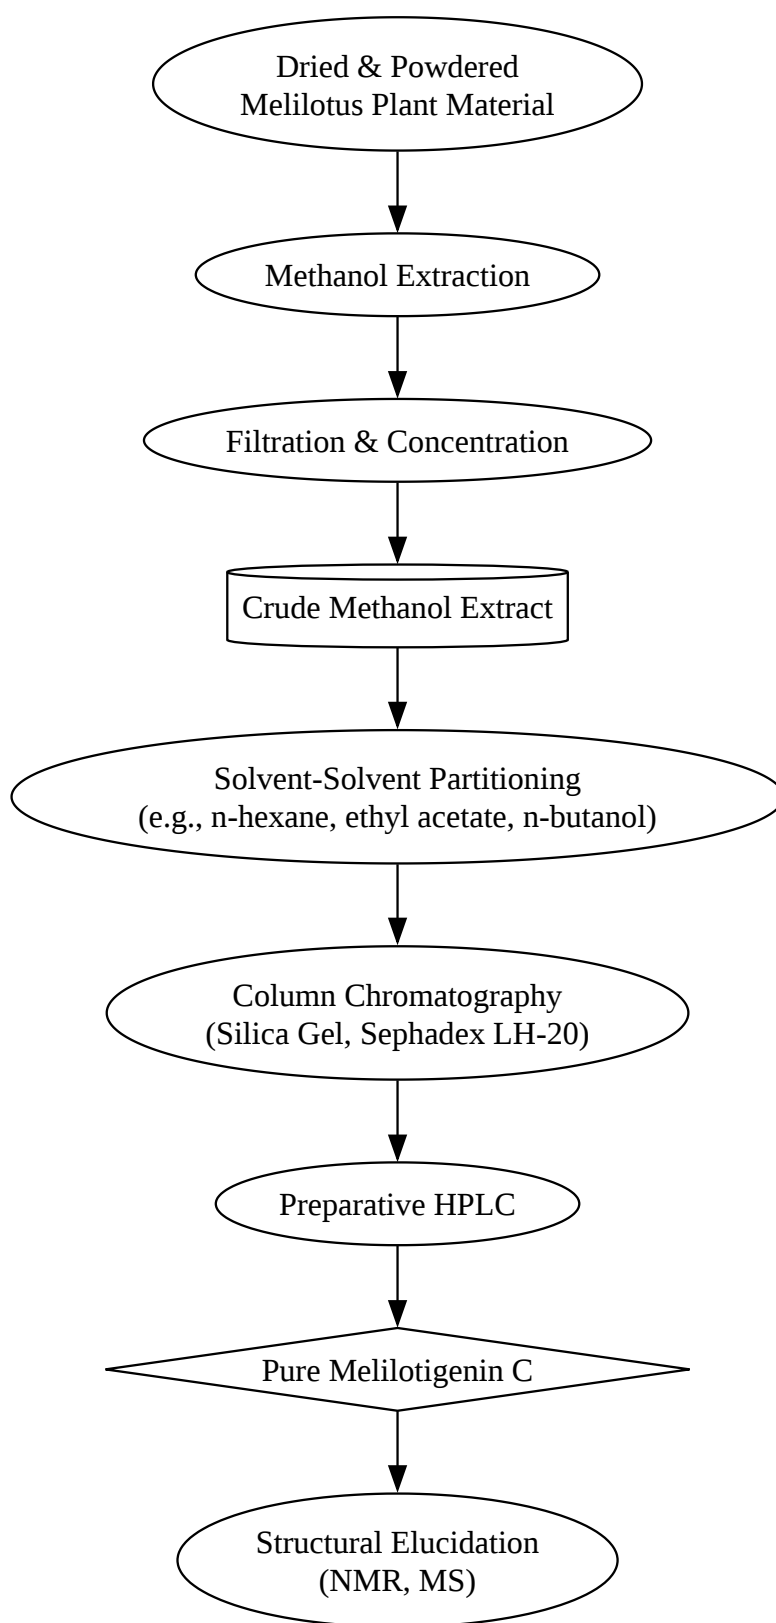 Dried & Powdered
Melilotus Plant Material
Methanol Extraction
Filtration & Concentration
Crude Methanol Extract
Solvent-Solvent Partitioning
(e.g., n-hexane, ethyl acetate, n-butanol)
Column Chromatography
(Silica Gel, Sephadex LH-20)
Preparative HPLC
Pure Melilotigenin C
Structural Elucidation
(NMR, MS)